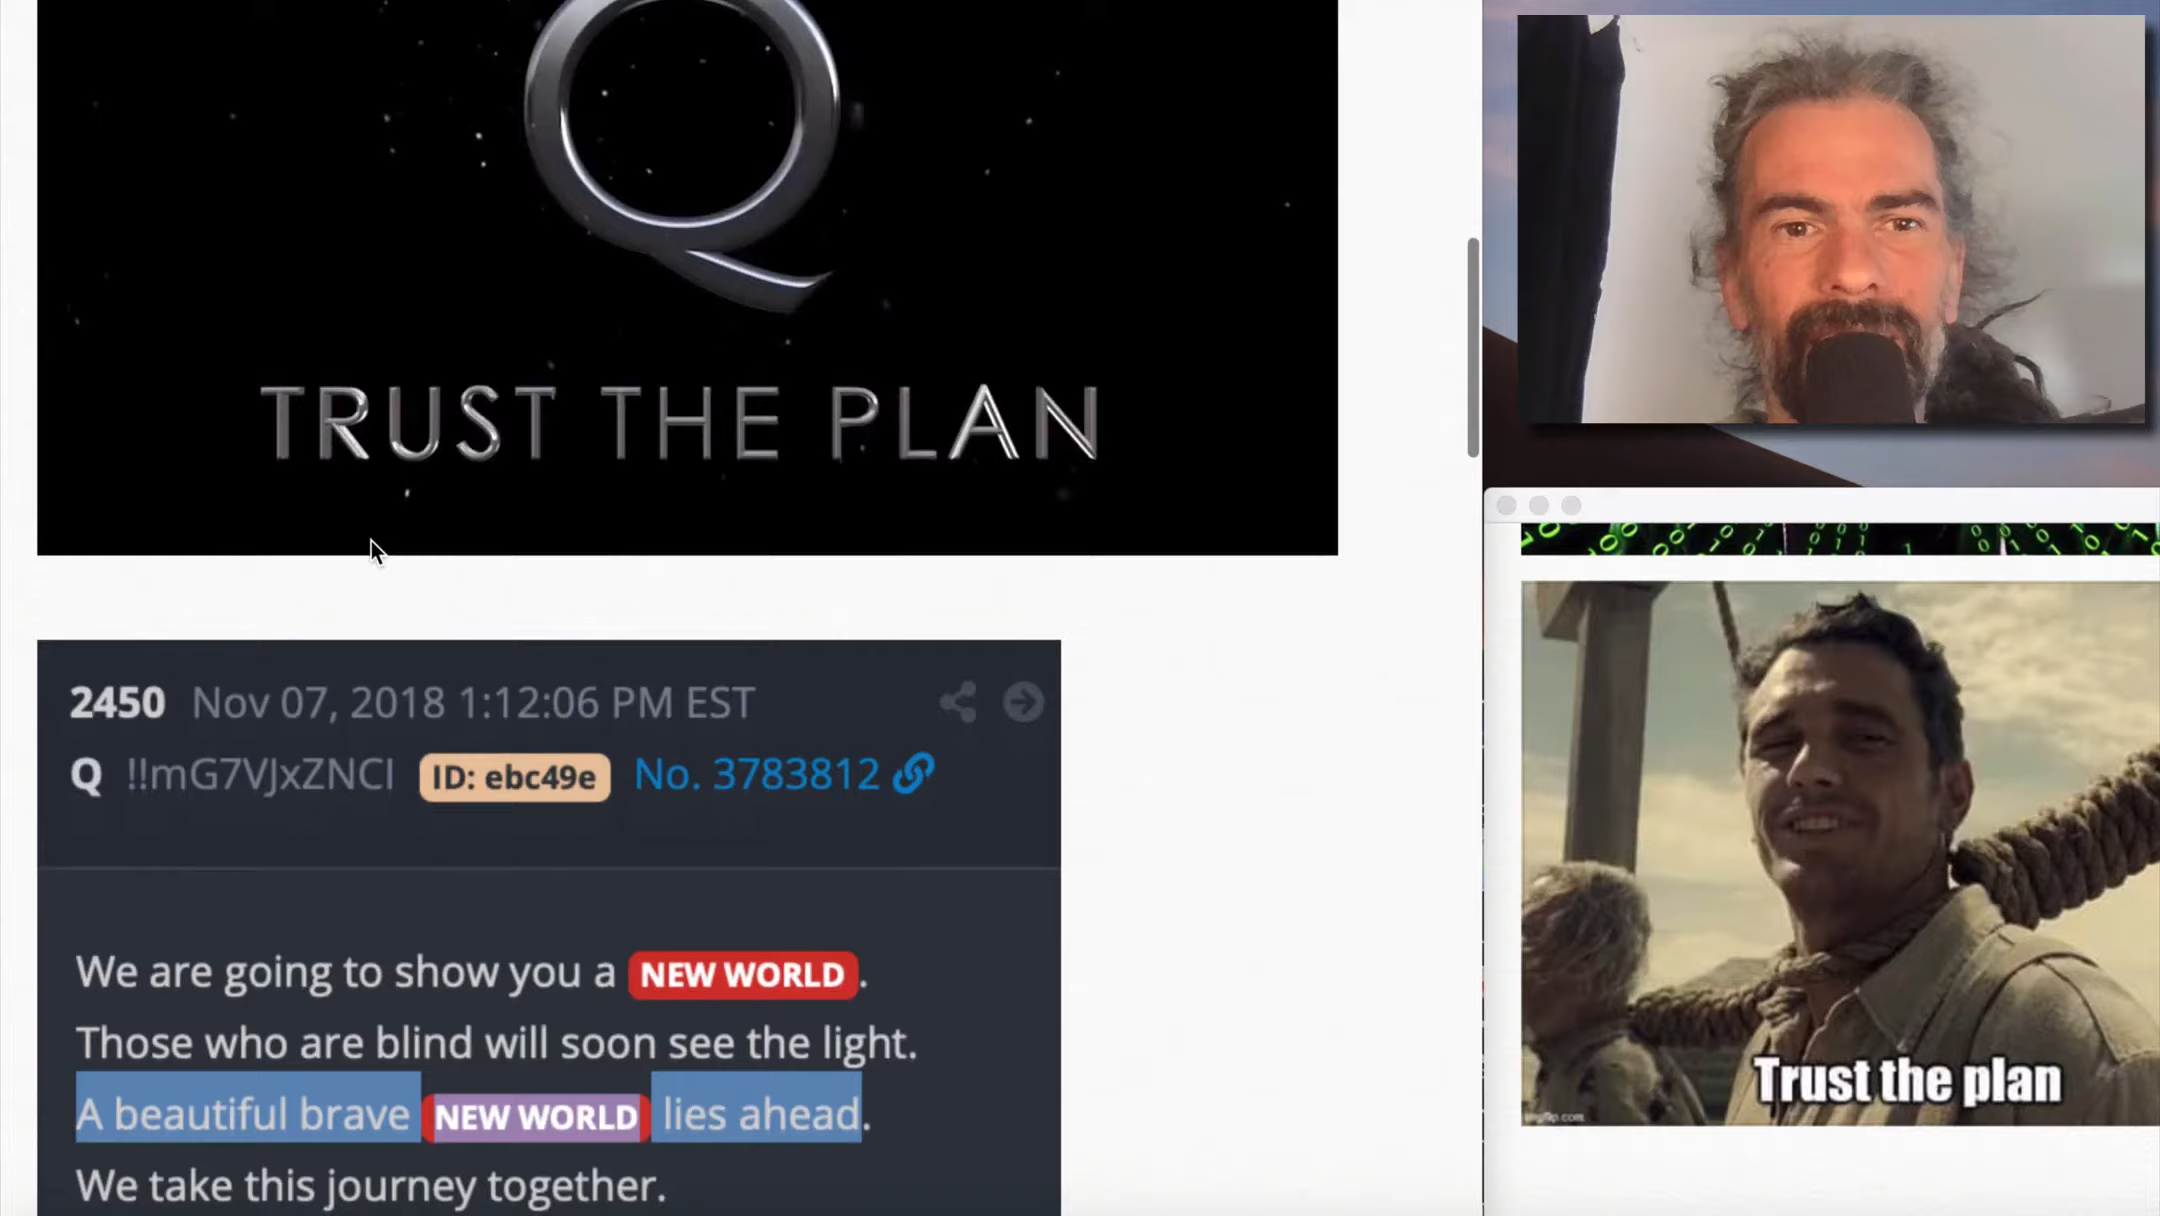 Q
TRUST THE PLAN
2450 Nov 07, 2018 1:12:06 PM EST
Q !!mG7VJxZNCI ID: ebc49e No. 3783812
We are going to show you a NEW WORLD.
Those who are blind will soon see the light.
A beautiful brave NEW WORLD lies ahead.
We take this journey together.
Trust the plan
imgflip.com